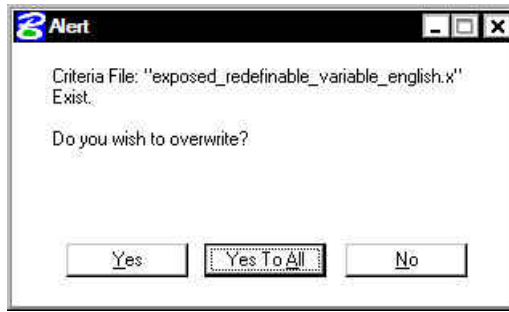 Alert
Criteria File: "exposed_redefinable_variable_english.x"
Exist.
Do you wish to overwrite?
Yes Yes To All No